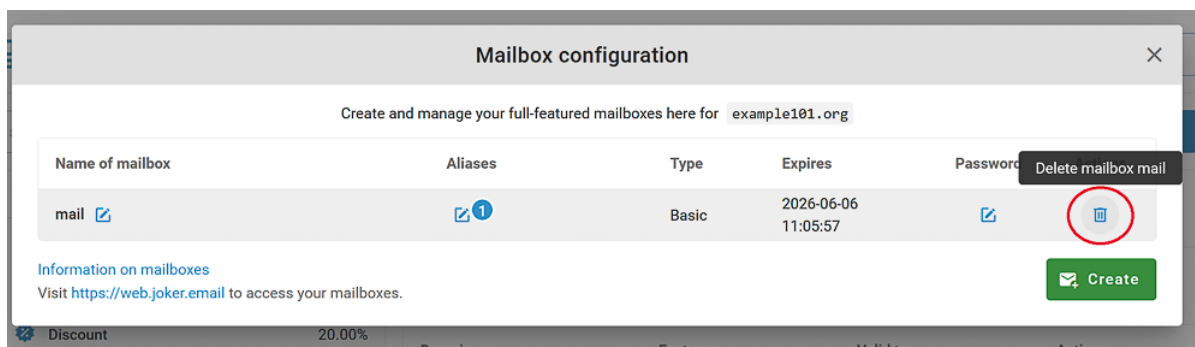 Mailbox configuration
Create and manage your full-featured mailboxes here for example101.org
Name of mailbox Aliases Type Expires Password
Delete mailbox mail
mail 1 Basic 2026-06-06
11:05:57
Information on mailboxes
Visit https://web.joker.email to access your mailboxes.
Create
Discount 20.00%